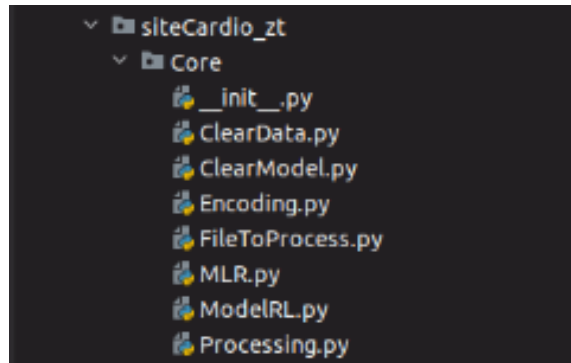 siteCardio_zt
Core
__init__.py
ClearData.py
ClearModel.py
Encoding.py
FileToProcess.py
MLR.py
ModelRL.py
Processing.py